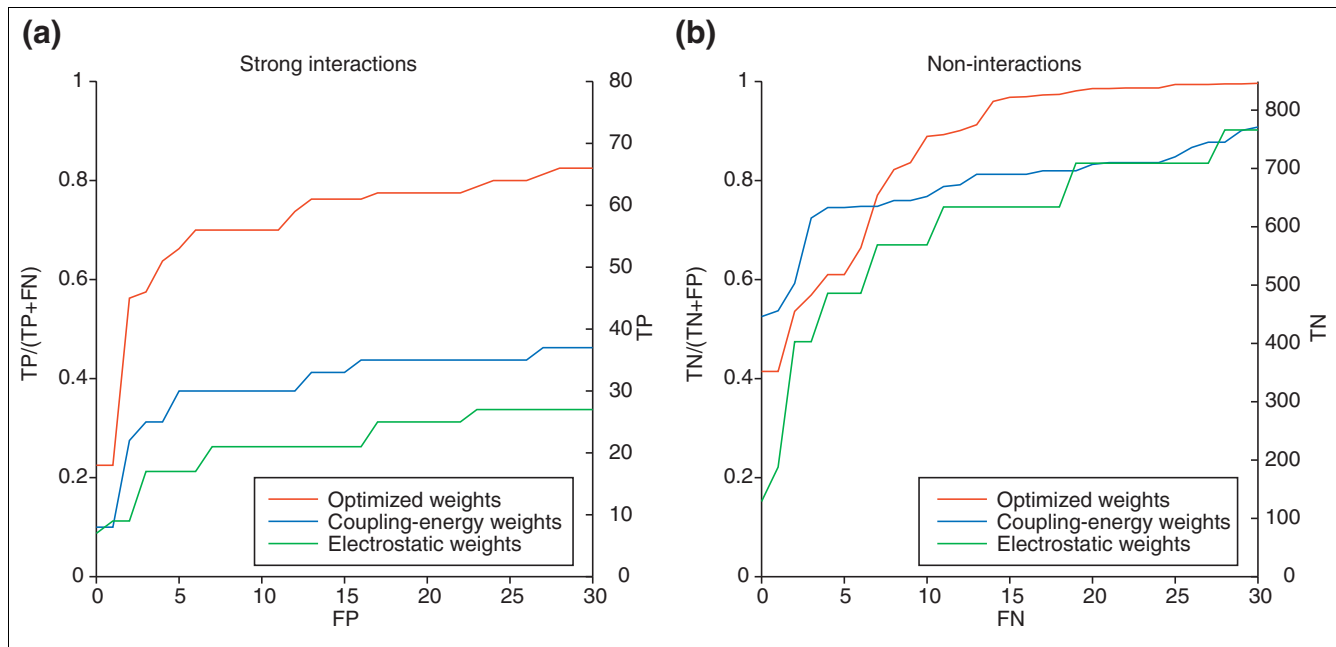 (a)
Strong interactions
TP/(TP+FN)
1
0.8
0.6
0.4
0.2
0
80
70
60
50
40
30
20
10
0
TP
0 5 10 15 20 25 30
FP
Optimized weights
Coupling-energy weights
Electrostatic weights
(b)
Non-interactions
TN/(TN+FP)
1
0.8
0.6
0.4
0.2
0
800
700
600
500
400
300
200
100
0
TN
0 5 10 15 20 25 30
FN
Optimized weights
Coupling-energy weights
Electrostatic weights